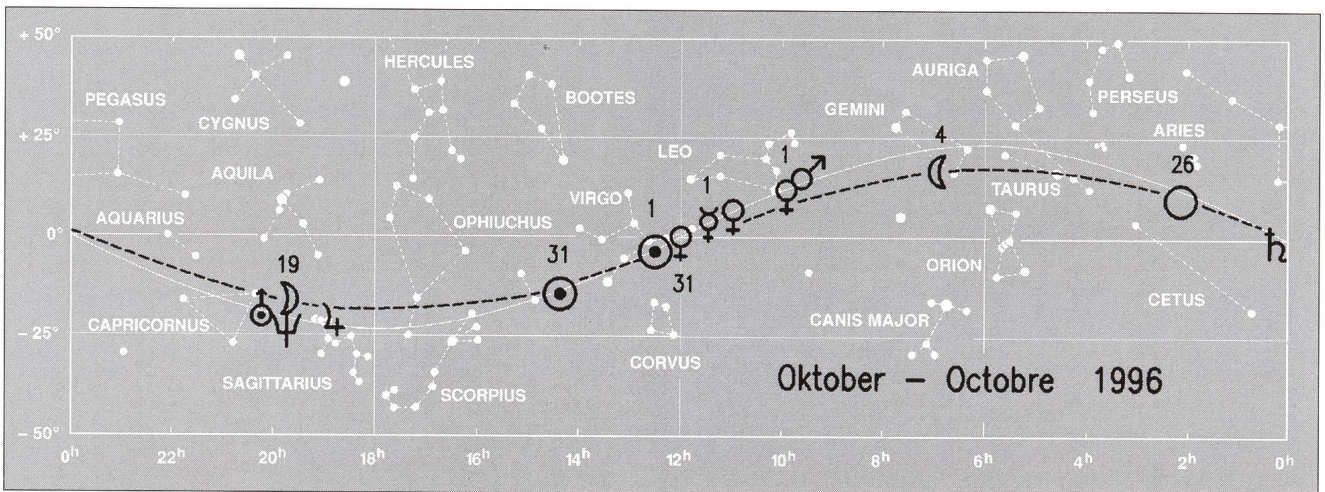 + 50°
HERCULES
AURIGA
PEGASUS
BOOTES
PERSEUS
CYGNUS
GEMINI
+ 25°
4
ARIES
LEO
1
26
AQUILA
1
TAURUS
VIRGO
1
AQUARIUS
OPHIUCHUS
0°
31
19
ORION
31
CETUS
CAPRICORNUS
CANIS MAJOR
− 25°
CORVUS
SAGITTARIUS
SCORPIUS
Oktober – Octobre 1996
− 50°
0h 22h 20h 18h 16h 14h 12h 10h 8h 6h 4h 2h 0h